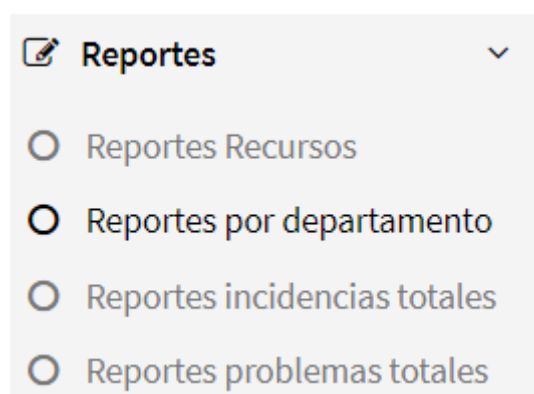 Reportes
Reportes Recursos
Reportes por departamento
Reportes incidencias totales
Reportes problemas totales